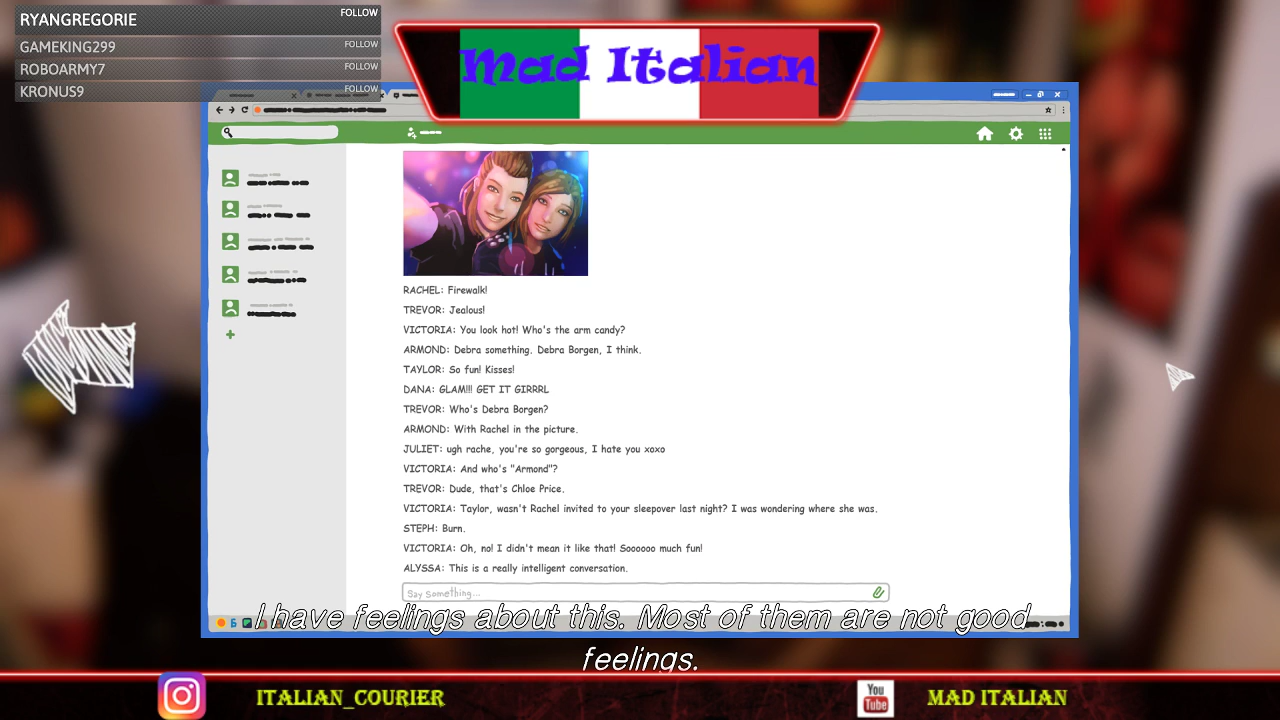 RYANGREGORIE FOLLOW
GAMEKING299 FOLLOW
ROBOARMY7 FOLLOW
KRONUS9 FOLLOW
Mad Italian
RACHEL: Firewalk!
TREVOR: Jealous!
VICTORIA: You look hot! Who's the arm candy?
ARMOND: Debra something. Debra Borgen, I think.
TAYLOR: So fun! Kisses!
DANA: GLAM!!! GET IT GIRRRL
TREVOR: Who's Debra Borgen?
ARMOND: With Rachel in the picture.
JULIET: ugh rache, you're so gorgeous, I hate you xoxo
VICTORIA: And who's "Armond"?
TREVOR: Dude, that's Chloe Price.
VICTORIA: Taylor, wasn't Rachel invited to your sleepover last night? I was wondering where she was.
STEPH: Burn.
VICTORIA: Oh, no! I didn't mean it like that! Soooooo much fun!
ALYSSA: This is a really intelligent conversation.
Say Something...
I have feelings about this. Most of them are not good
feelings.
ITALIAN_COURIER
You
Tube
MAD ITALIAN